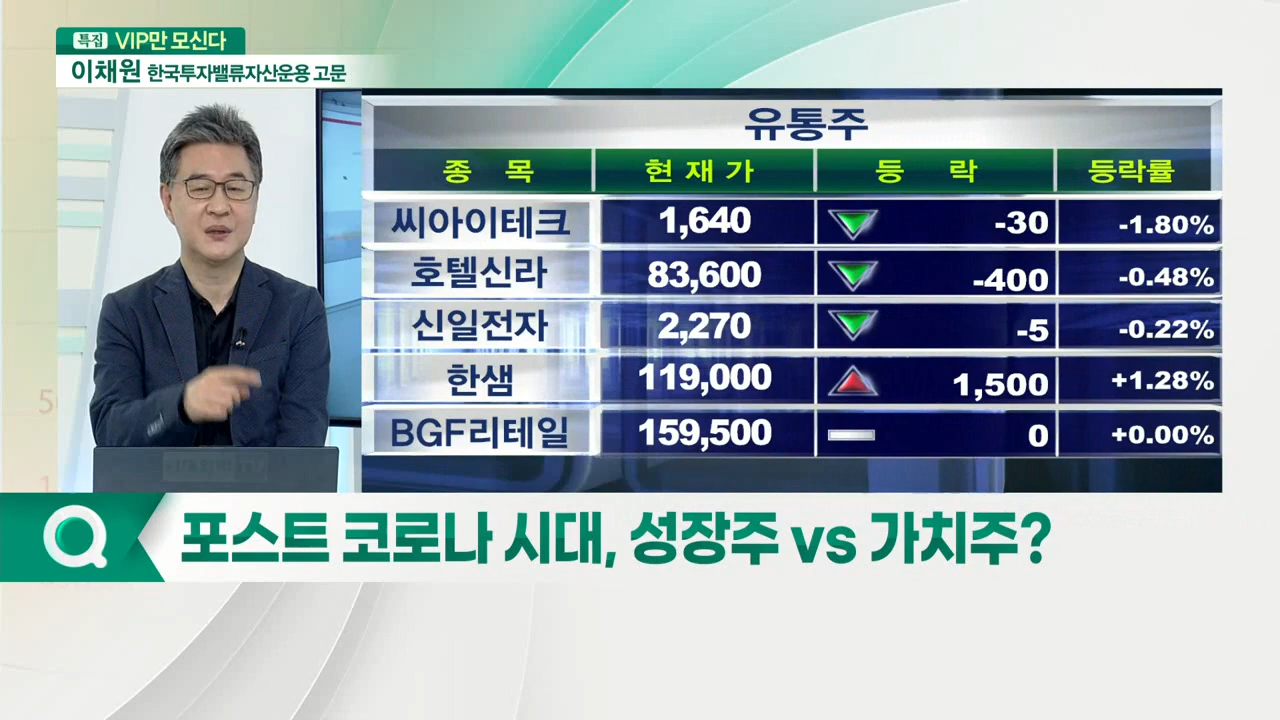 특집 VIP만 모신다
이채원 한국투자밸류자산운용 고문
유통주
종 목 현 재 가 등 락 등락률
씨아이테크 1,640 -30 -1.80%
호텔신라 83,600 -400 -0.48%
신일전자 2,270 -5 -0.22%
한샘 119,000 1,500 +1.28%
BGF리테일 159,500 0 +0.00%
포스트 코로나 시대, 성장주 vs 가치주?